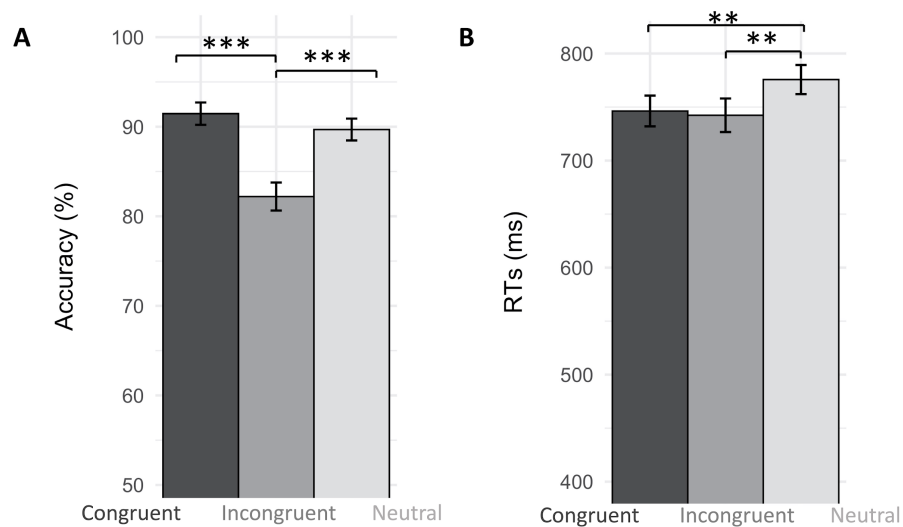 A
***
***
100
90
80
70
60
50
Accuracy (%)
Congruent
Incongruent
Neutral
B
**
**
800
700
600
500
400
RTs (ms)
Congruent
Incongruent
Neutral